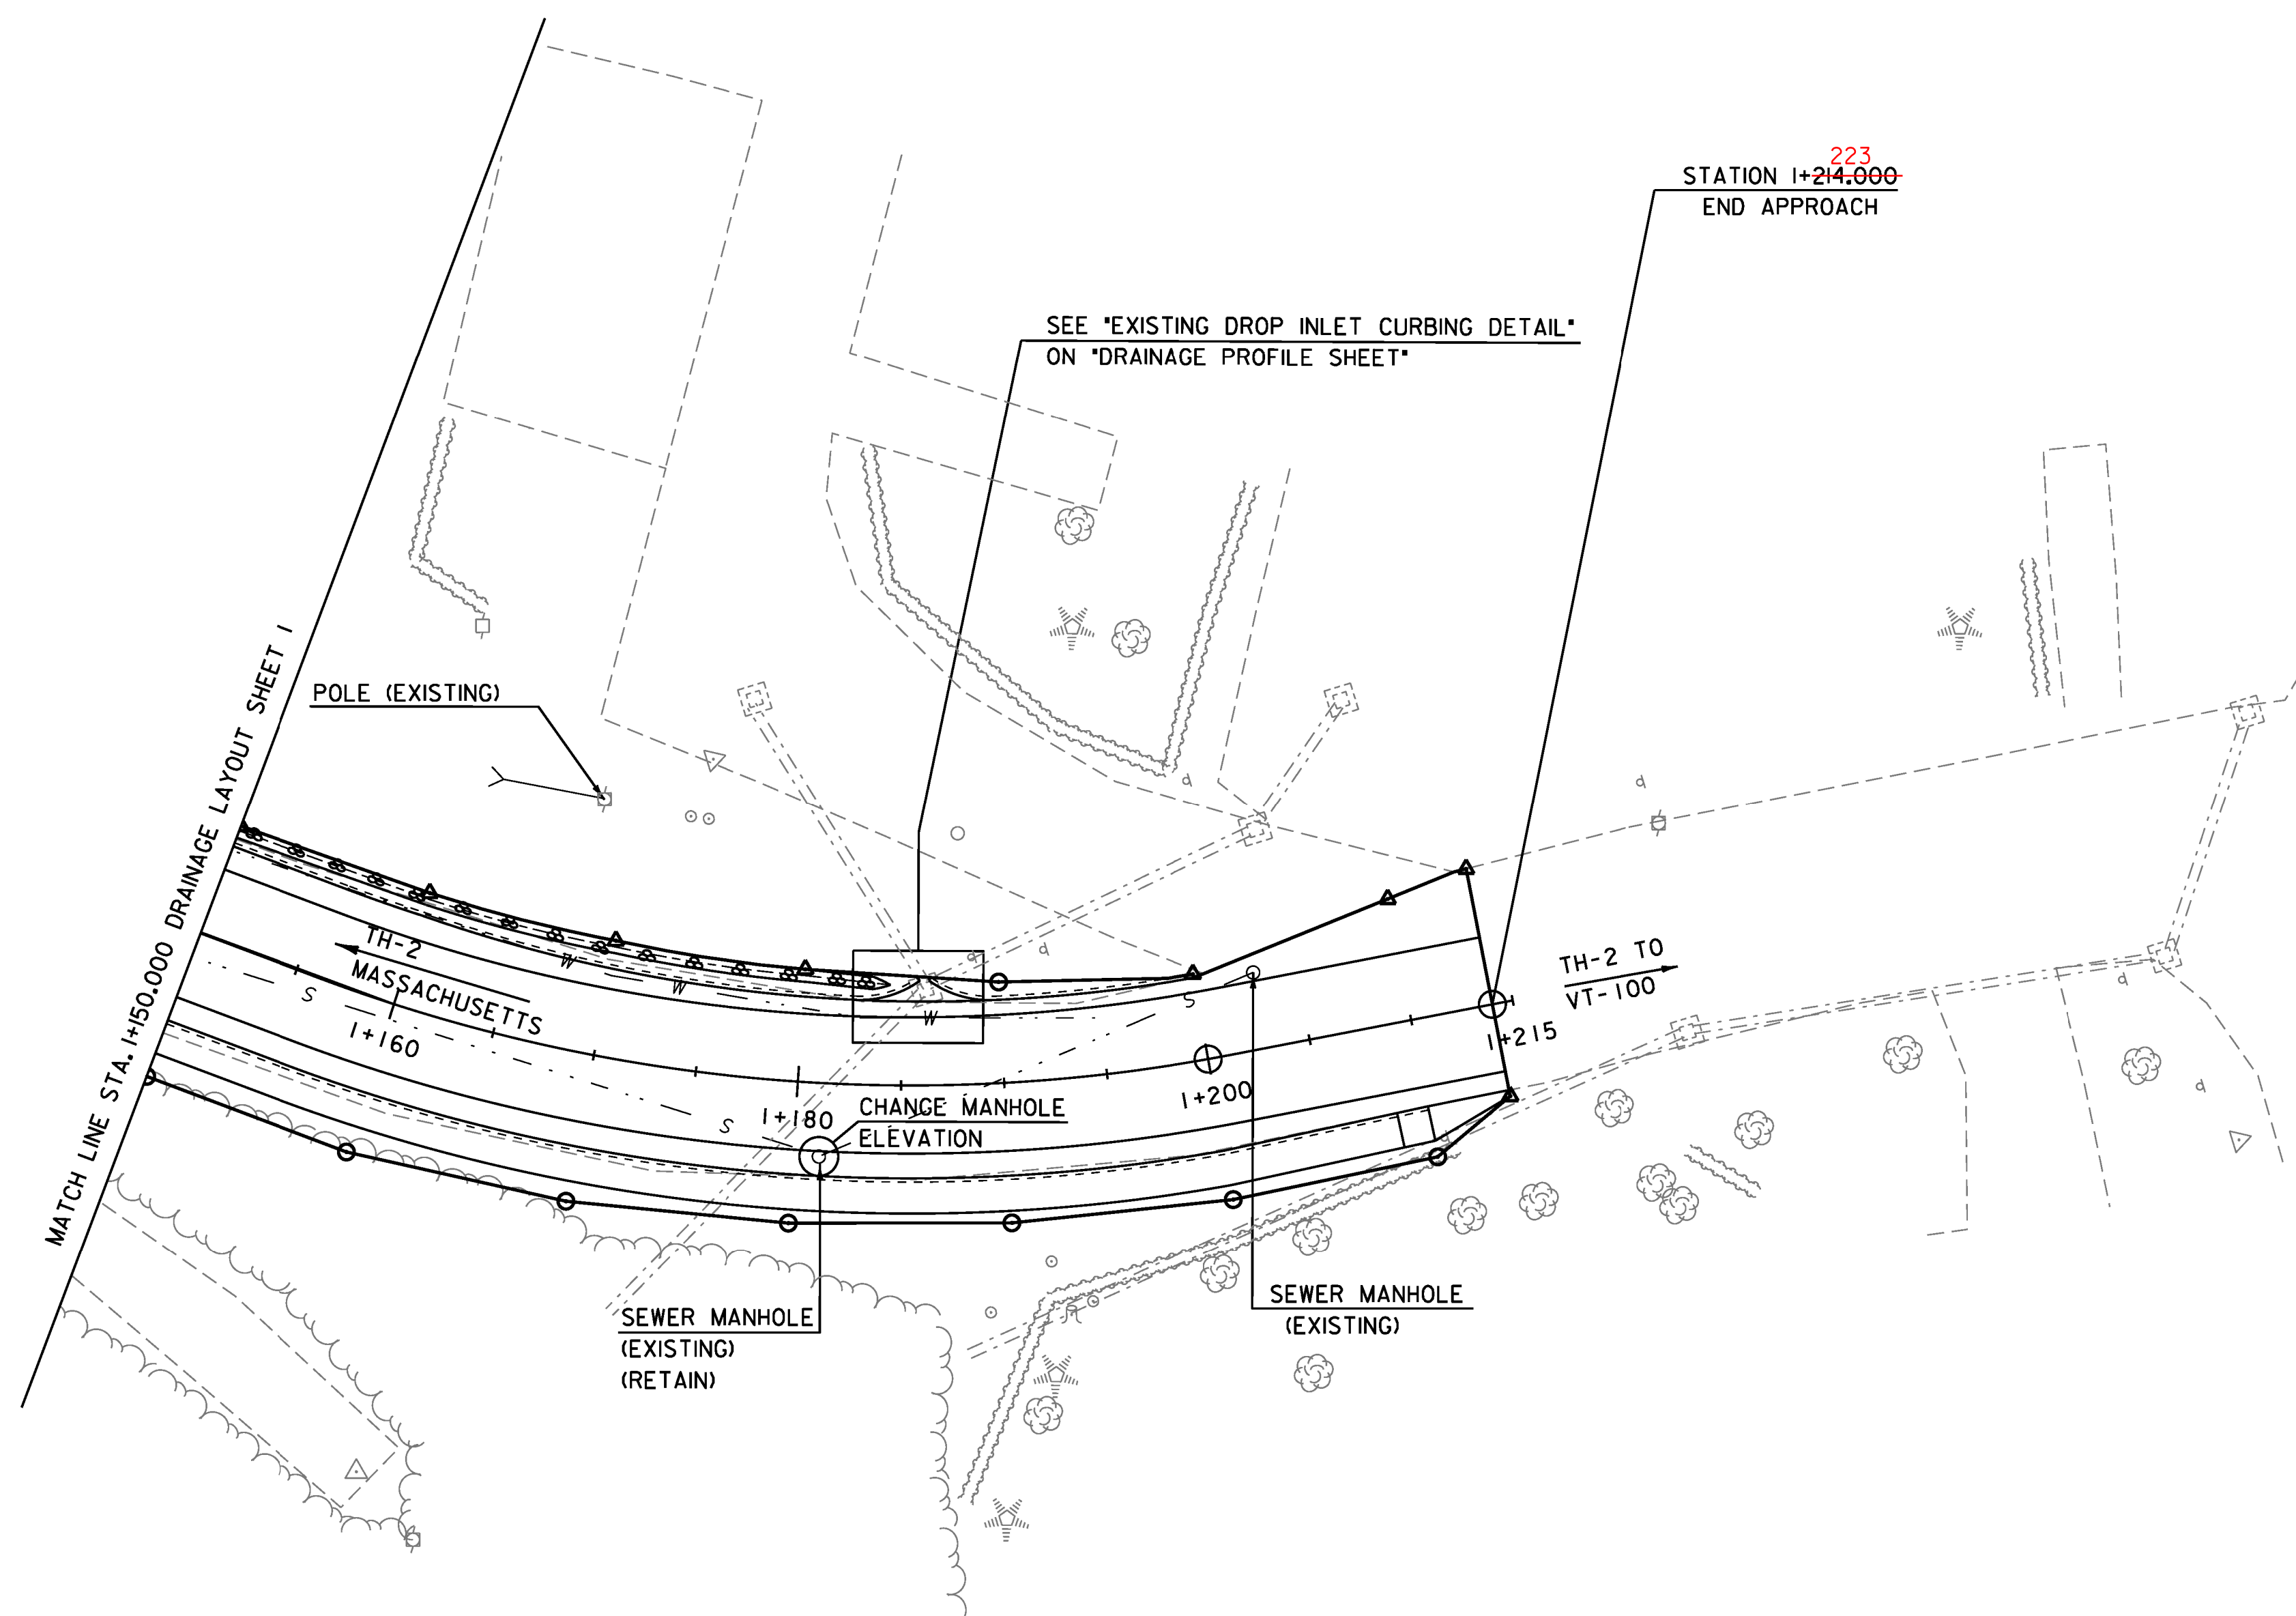 223
STATION 1+214.000
END APPROACH
SEE "EXISTING DROP INLET CURBING DETAIL"
ON "DRAINAGE PROFILE SHEET"
MATCH LINE STA. 1+150.000 DRAINAGE LAYOUT SHEET 1
POLE (EXISTING)
d
d
d
d
TH-2
MASSACHUSETTS
W
W
W
S
S
S
TH-2 TO
VT-100
1+160
1+180
1+200
1+215
d
d
d
CHANGE MANHOLE
ELEVATION
SEWER MANHOLE
(EXISTING)
(RETAIN)
SEWER MANHOLE
(EXISTING)